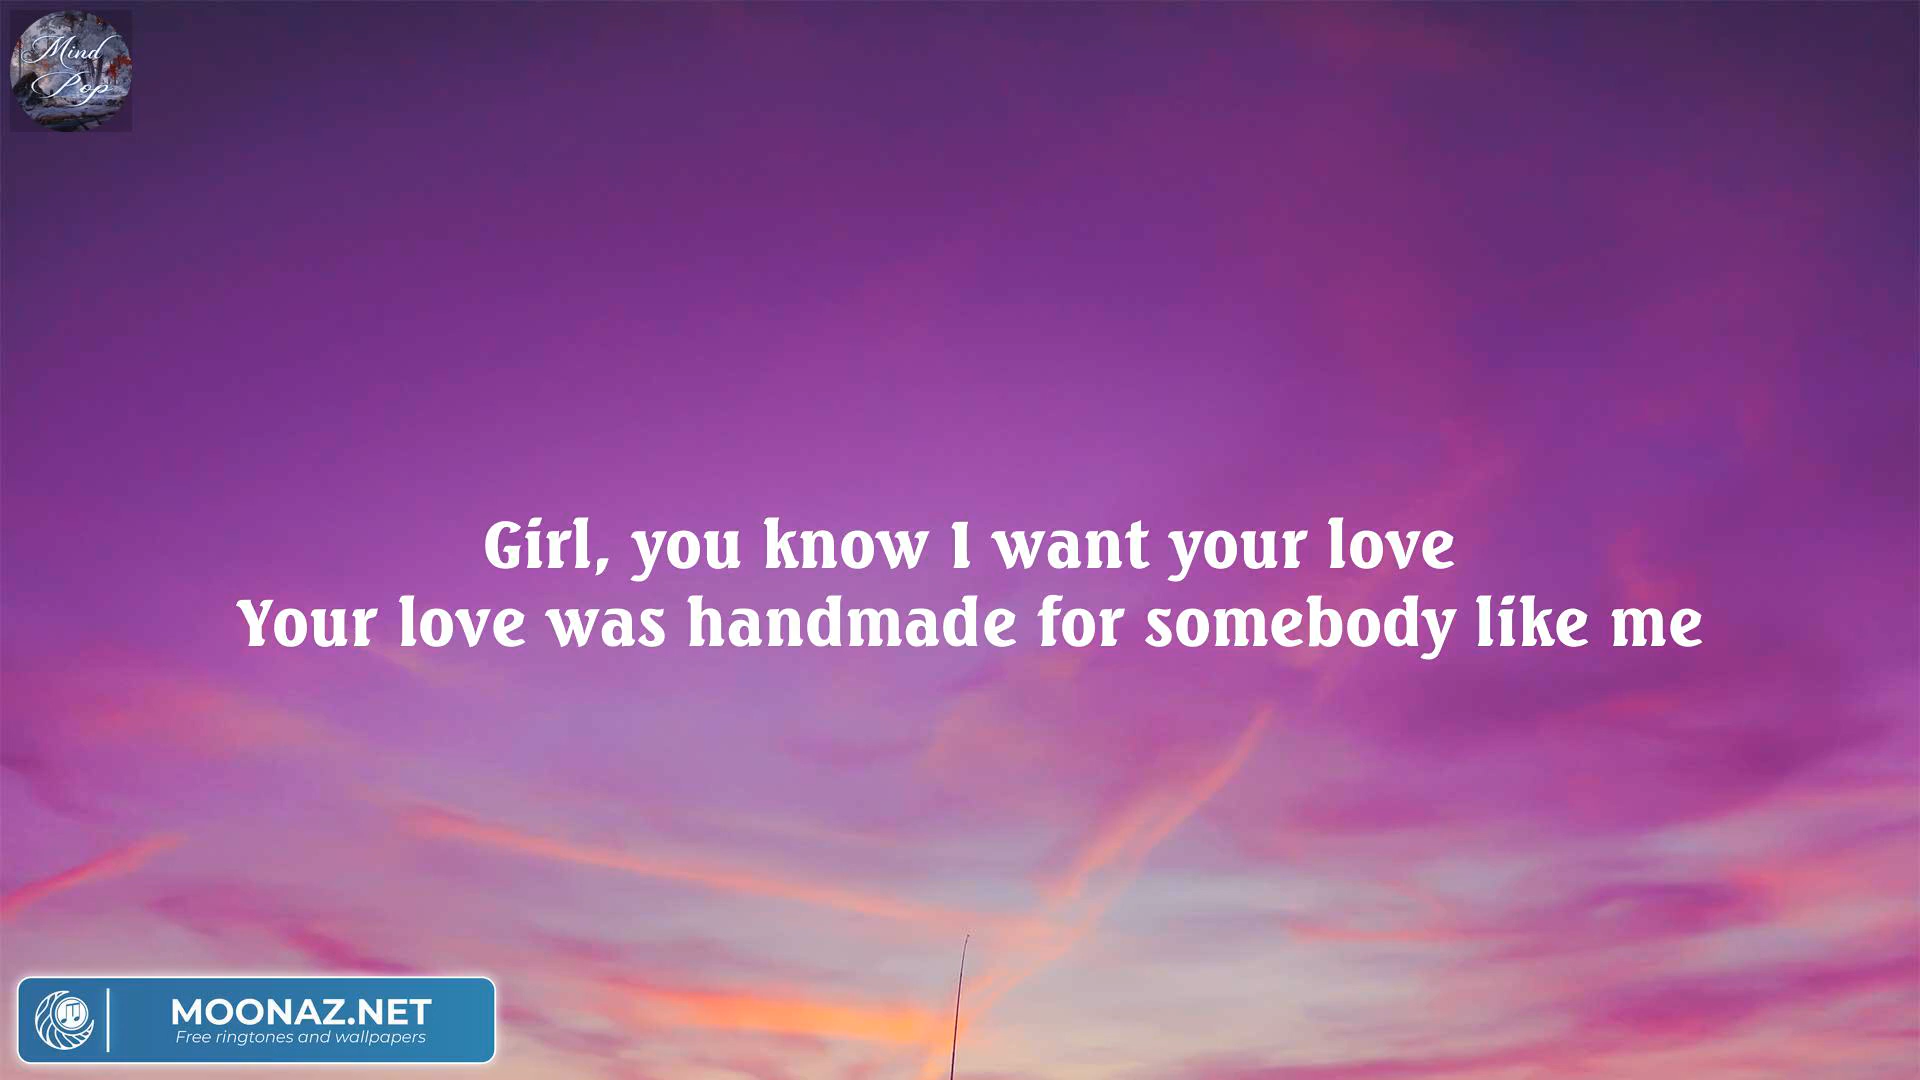 Mind
Pop
Girl, you know I want your love
Your love was handmade for somebody like me
MOONAZ.NET
Free ringtones and wallpapers